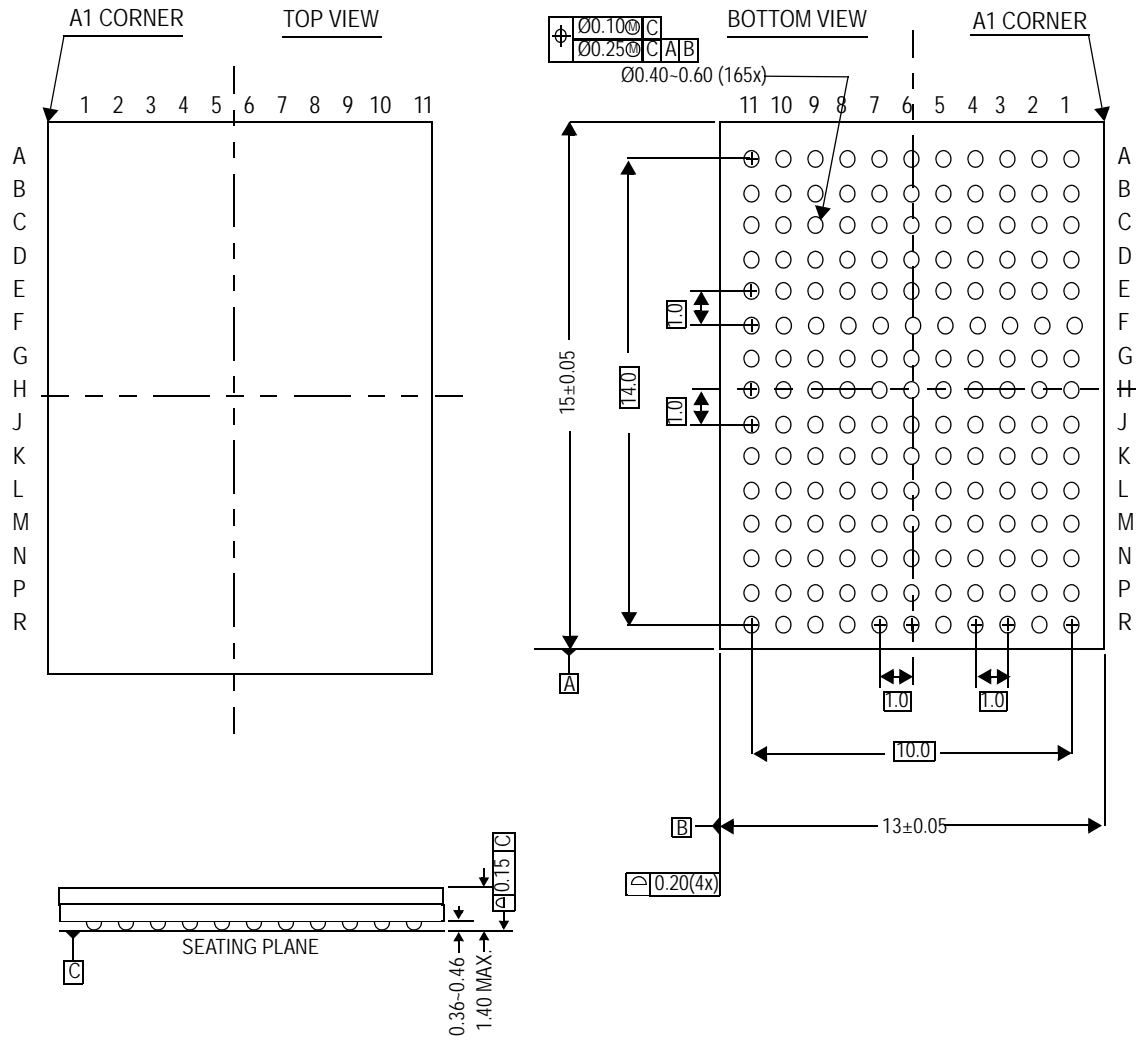 A1 CORNER
TOP VIEW
1 2 3 4 5 6 7 8 9 10 11
A
B
C
D
E
F
G
H
J
K
L
M
N
P
R
Ø0.10Ⓜ C
Ø0.25Ⓜ C A B
Ø0.40~0.60 (165x)
BOTTOM VIEW
A1 CORNER
11 10 9 8 7 6 5 4 3 2 1
A
B
C
D
E
F
G
H
J
K
L
M
N
P
R
1.0
1.0
14.0
15±0.05
A
1.0
1.0
10.0
B
13±0.05
0.20(4x)
0.15 C
SEATING PLANE
C
0.36~0.46
1.40 MAX.